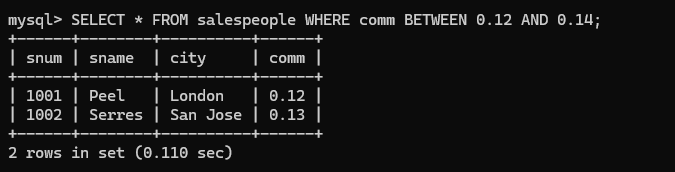 mysql> SELECT * FROM salespeople WHERE comm BETWEEN 0.12 AND 0.14;
+------+--------+----------+------+
| snum | sname  | city     | comm |
+------+--------+----------+------+
| 1001 | Peel   | London   | 0.12 |
| 1002 | Serres | San Jose | 0.13 |
+------+--------+----------+------+
2 rows in set (0.110 sec)